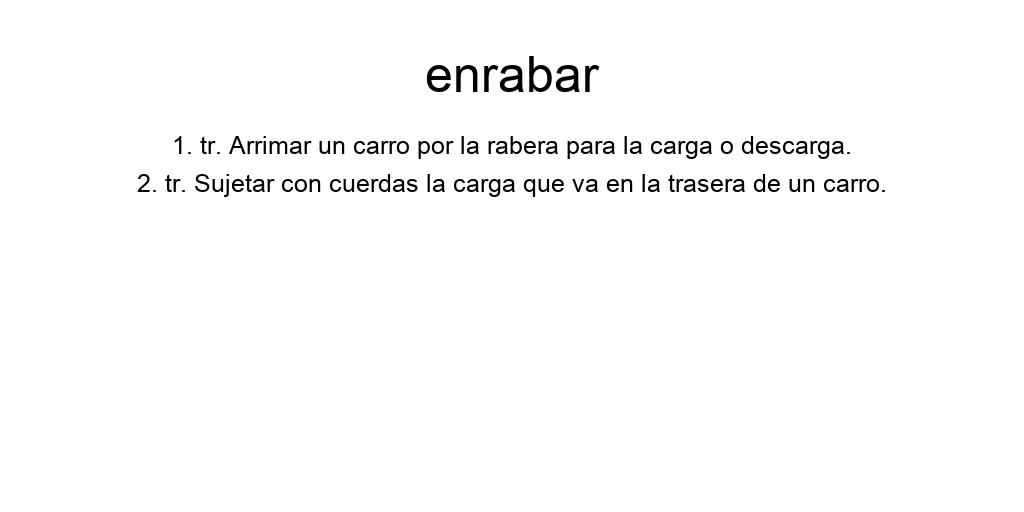 enrabar
1. tr. Arrimar un carro por la rabera para la carga o descarga.
2. tr. Sujetar con cuerdas la carga que va en la trasera de un carro.